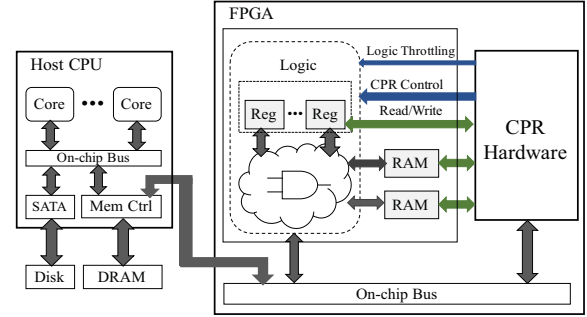 FPGA
Host CPU
Core ••• Core
On-chip Bus
SATA
Mem Ctrl
Disk
DRAM
Logic
Reg ••• Reg
Logic Throttling
CPR Control
Read/Write
RAM
RAM
CPR
Hardware
On-chip Bus